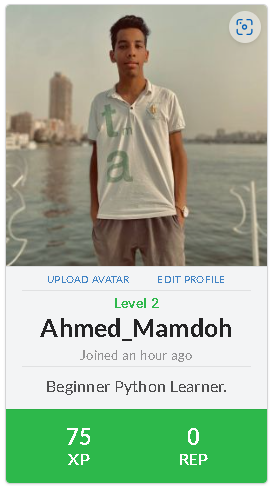 UPLOAD AVATAR EDIT PROFILE
Level 2
Ahmed_Mamdoh
Joined an hour ago
Beginner Python Learner.
75 0
XP REP